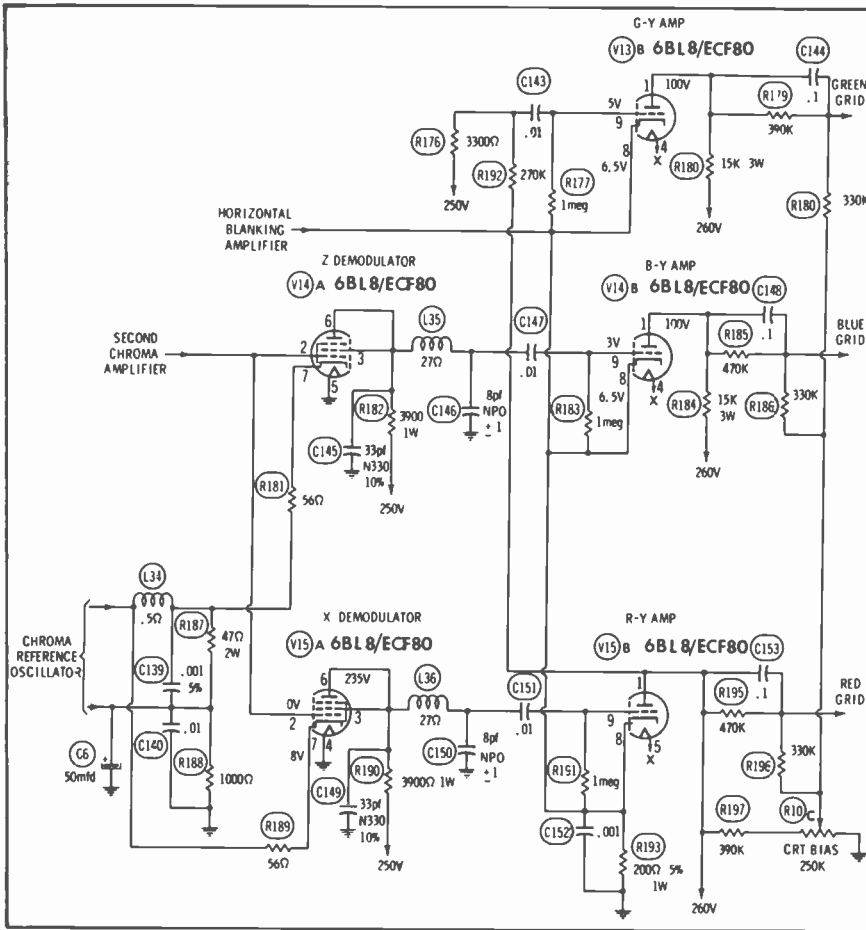 G-Y AMP
V13 B 6BL8/ECF80
C144
C143
1
100V
GREEN
GRID
5V
R179
.1
9
.01
390K
R176
3300Ω
8
4
X
R192
270K
R177
6.5V
R180
15K 3W
1meg
R180
330K
250V
HORIZONTAL
BLANKING
AMPLIFIER
260V
Z DEMODULATOR
B-Y AMP
V14 A 6BL8/ECF80
V14 B 6BL8/ECF80
C148
6
L35
C147
1
100V
R185
.1
SECOND
CHROMA
AMPLIFIER
BLUE
GRID
2
3
27Ω
3V
9
470K
7
5
.01
8
4
X
R182
3900
1W
C146
8pf
NPO
± 1
R183
1meg
6.5V
R184
15K
3W
R186
330K
C145
33pf
N330
10%
R181
56Ω
250V
260V
L34
.5Ω
R187
47Ω
2W
X DEMODULATOR
R-Y AMP
V15 A 6BL8/ECF80
V15 B 6BL8/ECF80
C153
CHROMA
REFERENCE
OSCILLATOR
C139
.001
5%
6
235V
L36
C151
1
R195
.1
RED
GRID
0V
2
3
27Ω
.01
9
470K
C140
.01
7
4
8
5
X
8V
C150
8pf
NPO
± 1
R191
1meg
R196
330K
C6
50mfd
+
R188
1000Ω
R190
3900Ω 1W
C149
33pf
N330
10%
R197
390K
R10C
CRT BIAS
250K
R189
56Ω
C152
.001
R193
200Ω 5%
1W
250V
260V